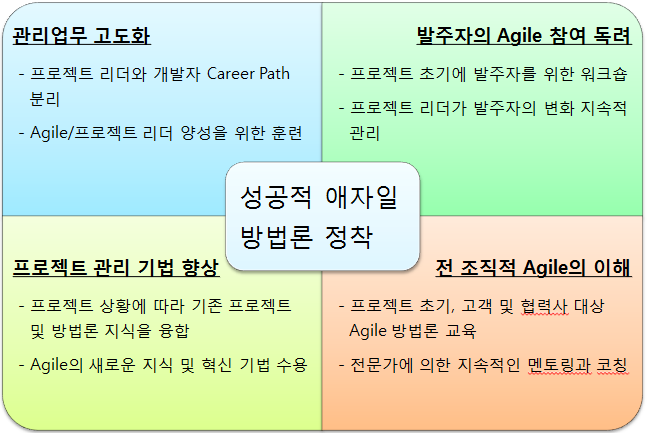 관리업무 고도화
- 프로젝트 리더와 개발자 Career Path
분리
- Agile/프로젝트 리더 양성을 위한 훈련
발주자의 Agile 참여 독려
- 프로젝트 초기에 발주자를 위한 워크숍
- 프로젝트 리더가 발주자의 변화 지속적
관리
성공적 애자일
방법론 정착
프로젝트 관리 기법 향상
- 프로젝트 상황에 따라 기존 프로젝트
및 방법론 지식을 융합
- Agile의 새로운 지식 및 혁신 기법 수용
전 조직적 Agile의 이해
- 프로젝트 초기, 고객 및 협력사 대상
Agile 방법론 교육
- 전문가에 의한 지속적인 멘토링과 코칭